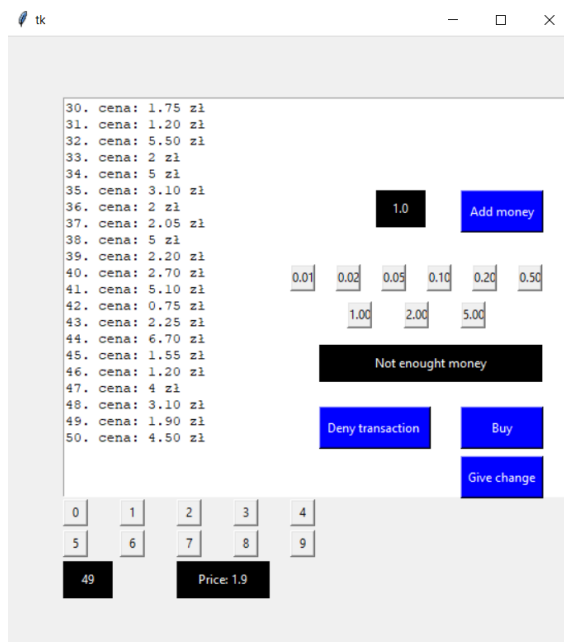 tk
30. cena: 1.75 zł
31. cena: 1.20 zł
32. cena: 5.50 zł
33. cena: 2 zł
34. cena: 5 zł
35. cena: 3.10 zł
36. cena: 2 zł
37. cena: 2.05 zł
38. cena: 5 zł
39. cena: 2.20 zł
40. cena: 2.70 zł
41. cena: 5.10 zł
42. cena: 0.75 zł
43. cena: 2.25 zł
44. cena: 6.70 zł
45. cena: 1.55 zł
46. cena: 1.20 zł
47. cena: 4 zł
48. cena: 3.10 zł
49. cena: 1.90 zł
50. cena: 4.50 zł
1.0 Add money
0.01 0.02 0.05 0.10 0.20 0.50
1.00 2.00 5.00
Not enought money
Deny transaction Buy
Give change
0 1 2 3 4
5 6 7 8 9
49 Price: 1.9